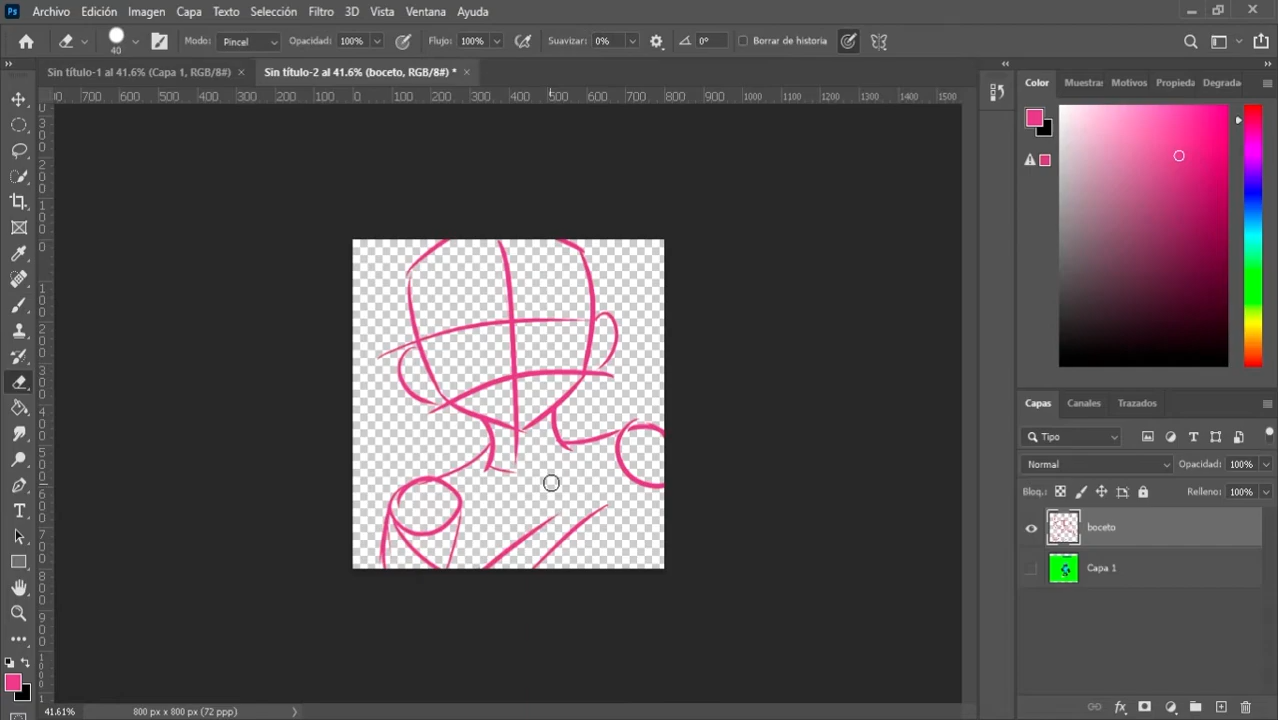 Ps Archivo Edición Imagen Capa Texto Selección Filtro 3D Vista Ventana Ayuda
40 Modo: Pincel Opacidad: 100% Flujo: 100% Suavizar: 0% 0° Borrar de historia
Sin título-1 al 41.6% (Capa 1, RGB/8#) × Sin título-2 al 41.6% (boceto, RGB/8#) * ×
700 600 500 400 300 200 100 0 100 200 300 400 500 600 700 800 900 1000 1100 1200 1300 1400 1500
Color Muestras Motivos Propieda Degrada
Capas Canales Trazados
Tipo
Normal Opacidad: 100%
Bloq.: Relleno: 100%
boceto
Capa 1
41.61% 800 px x 800 px (72 ppp)